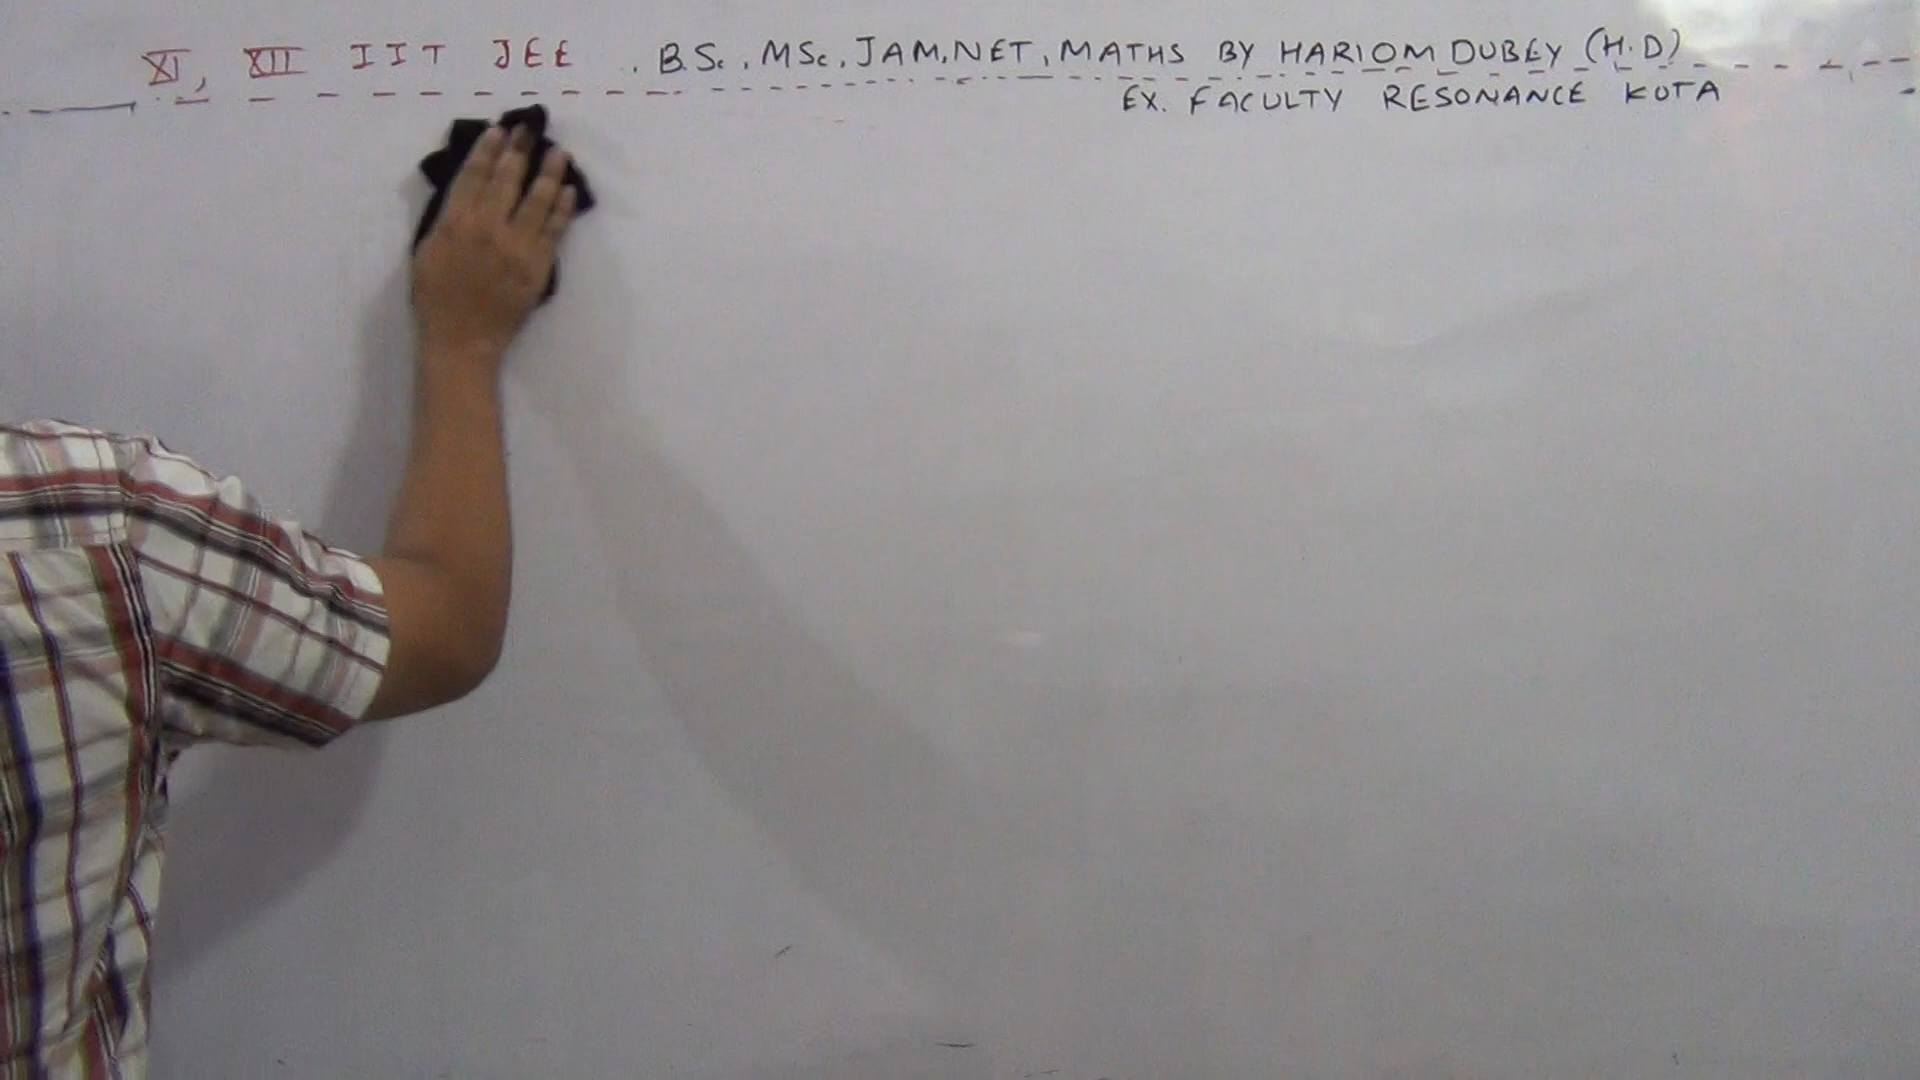 XI, XII IIT JEE . B.Sc, MSc, JAM, NET, MATHS BY HARIOM DUBEY (H.D)
EX. FACULTY RESONANCE KOTA